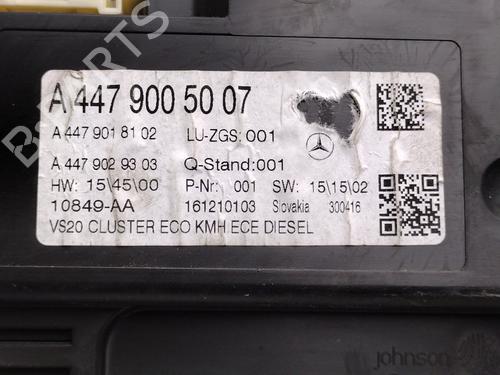 B-PARTS
A 447 900 50 07
A 447 901 81 02 LU-ZGS: 001
A 447 902 93 03 Q-Stand:001
HW: 15/45/00 P-Nr: 001 SW: 15/15/02
10849-AA 161210103 Slovakia 300416
VS20 CLUSTER ECO KMH ECE DIESEL
johnson